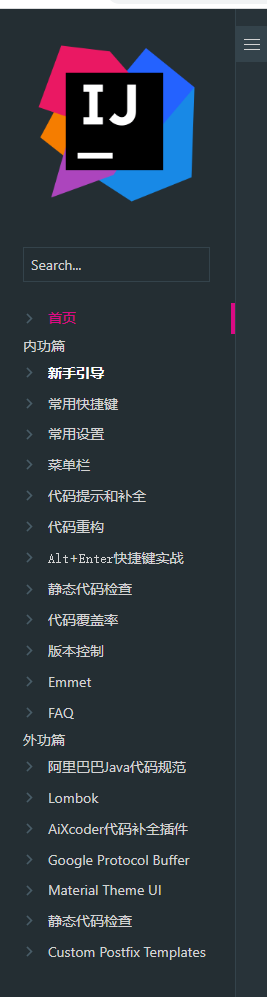 IJ
Search...
首页
内功篇
新手引导
常用快捷键
常用设置
菜单栏
代码提示和补全
代码重构
Alt+Enter快捷键实战
静态代码检查
代码覆盖率
版本控制
Emmet
FAQ
外功篇
阿里巴巴Java代码规范
Lombok
AiXcoder代码补全插件
Google Protocol Buffer
Material Theme UI
静态代码检查
Custom Postfix Templates